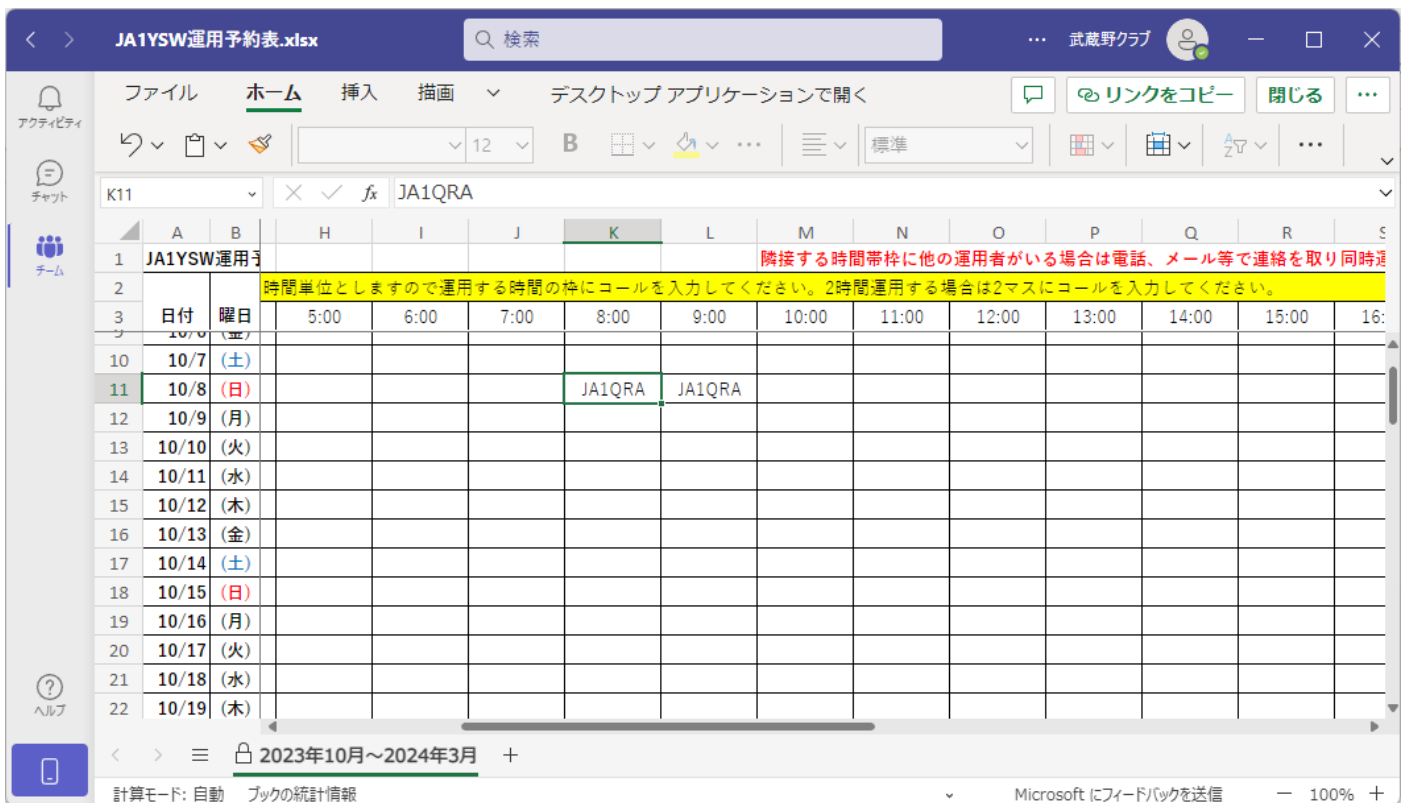 JA1YSW運用予約表.xlsx 検索 … 武蔵野クラブ
アクティビティ
チャット
チーム
ヘルプ
ファイル ホーム 挿入 描画 デスクトップ アプリケーションで開く リンクをコピー 閉じる …
12 B … 標準 …
K11 fx JA1QRA
A B H I J K L M N O P Q R S
1 JA1YSW運用予 隣接する時間帯枠に他の運用者がいる場合は電話、メール等で連絡を取り同時運
2 時間単位としますので運用する時間の枠にコールを入力してください。2時間運用する場合は2マスにコールを入力してください。
3 日付 曜日 5:00 6:00 7:00 8:00 9:00 10:00 11:00 12:00 13:00 14:00 15:00 16:
9 10/6 (金)
10 10/7 (土)
11 10/8 (日) JA1QRA JA1QRA
12 10/9 (月)
13 10/10 (火)
14 10/11 (水)
15 10/12 (木)
16 10/13 (金)
17 10/14 (土)
18 10/15 (日)
19 10/16 (月)
20 10/17 (火)
21 10/18 (水)
22 10/19 (木)
2023年10月～2024年3月 +
計算モード: 自動 ブックの統計情報 Microsoft にフィードバックを送信 － 100% +